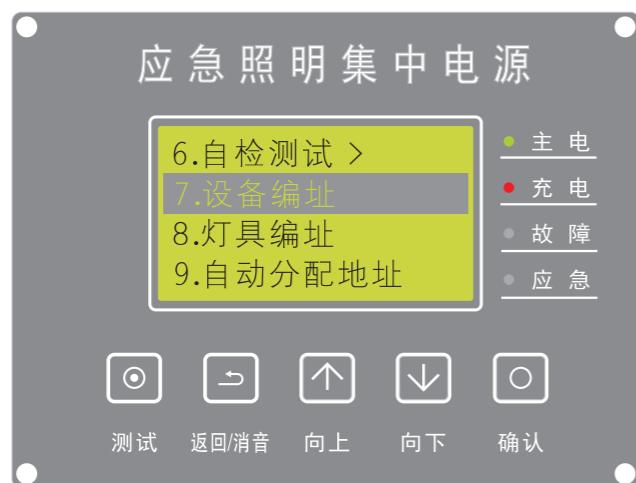 应急照明集中电源
6.自检测试 >
7.设备编址
8.灯具编址
9.自动分配地址
主电
充电
故障
应急
测试 返回/消音 向上 向下 确认